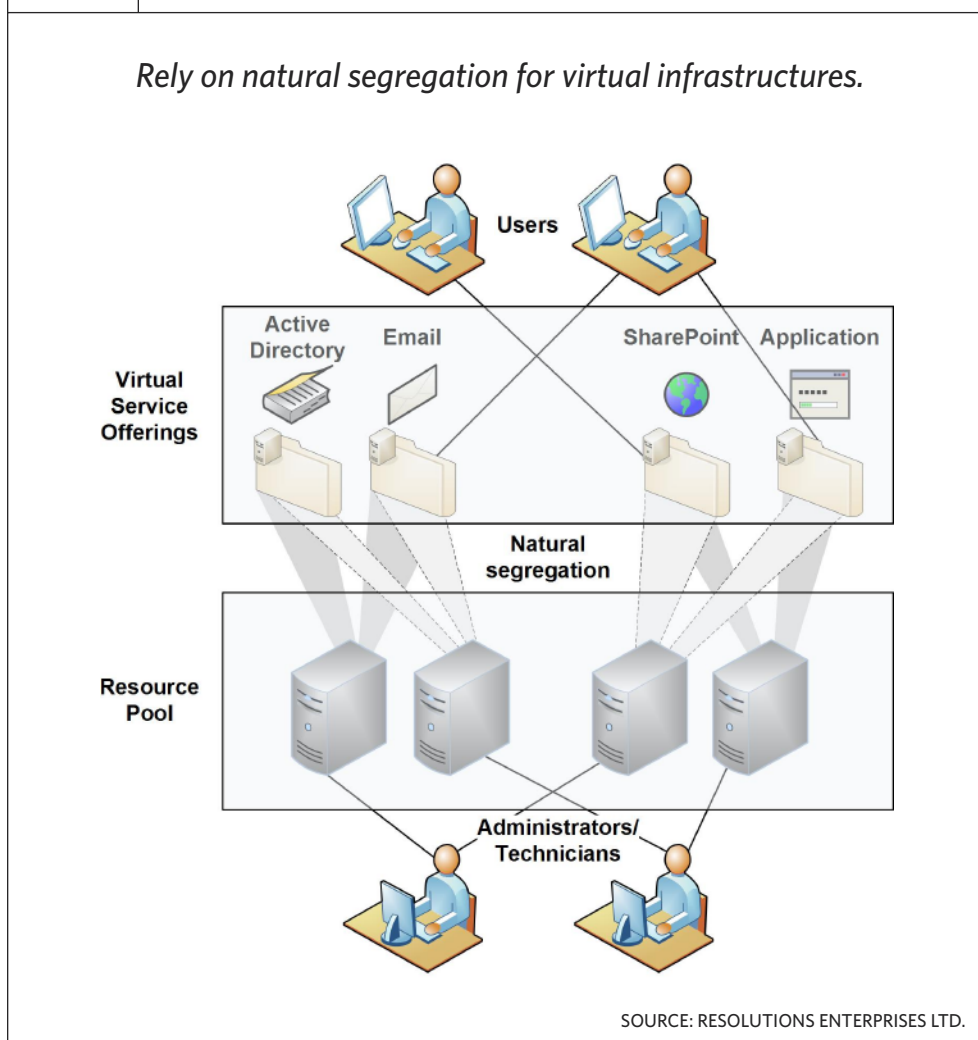 Rely on natural segregation for virtual infrastructures.
Users
Active
Directory
Email
SharePoint
Application
Virtual
Service
Offerings
Natural
segregation
Resource
Pool
Administrators/
Technicians
SOURCE: RESOLUTIONS ENTERPRISES LTD.